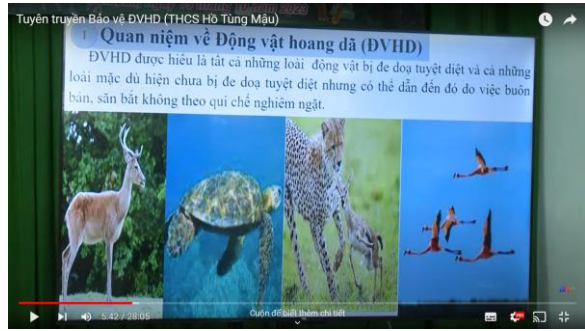 Tuyên truyền Bảo vệ ĐVHD (THCS Hồ Tùng Mậu)
1 Quan niệm về Động vật hoang dã (ĐVHD)
ĐVHD được hiểu là tất cả những loài động vật bị đe doạ tuyệt diệt và cả những
loài mặc dù hiện chưa bị đe doạ tuyệt diệt nhưng có thể dẫn đến đó do việc buôn
bán, săn bắt không theo qui chế nghiêm ngặt.
5:42 / 28:05
Cuộn để biết thêm chi tiết